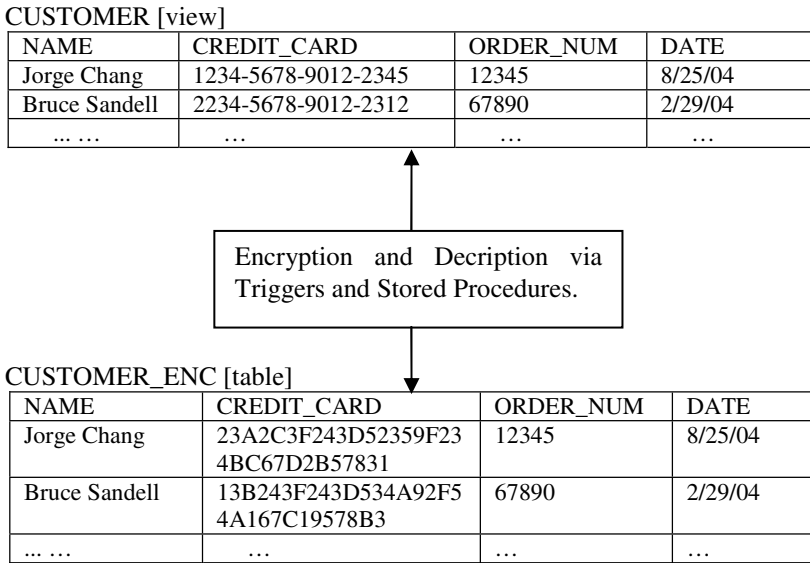 CUSTOMER [view]
NAME CREDIT_CARD ORDER_NUM DATE
Jorge Chang 1234-5678-9012-2345 12345 8/25/04
Bruce Sandell 2234-5678-9012-2312 67890 2/29/04
... … … … …
Encryption and Decription via
Triggers and Stored Procedures.
CUSTOMER_ENC [table]
NAME CREDIT_CARD ORDER_NUM DATE
Jorge Chang 23A2C3F243D52359F23 12345 8/25/04
4BC67D2B57831
Bruce Sandell 13B243F243D534A92F5 67890 2/29/04
4A167C19578B3
... … … … …